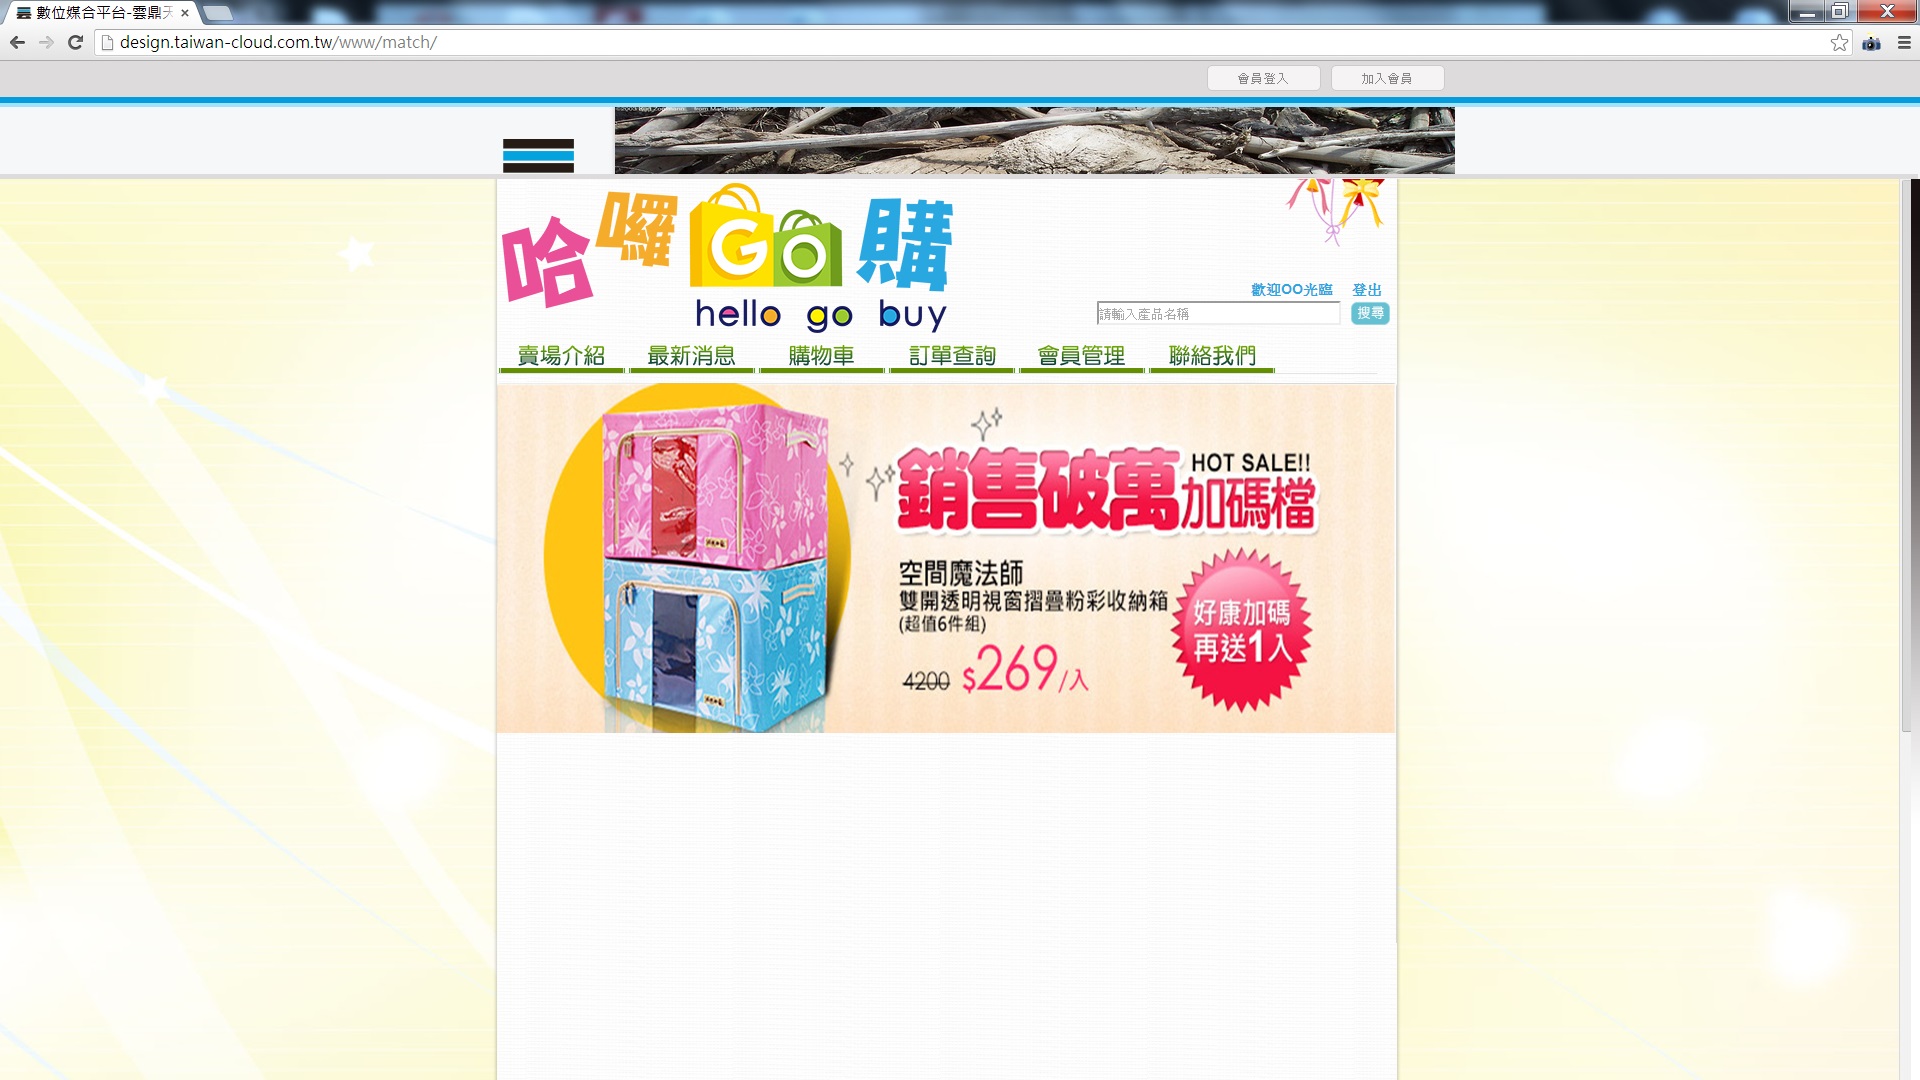 數位媒合平台-雲鼎天
design.taiwan-cloud.com.tw/www/match/
會員登入 加入會員
哈囉Go購
hello go buy
歡迎OO光臨 登出
請輸入產品名稱 搜尋
賣場介紹 最新消息 購物車 訂單查詢 會員管理 聯絡我們
銷售破萬 HOT SALE!!
加碼檔
空間魔法師
雙開透明視窗摺疊粉彩收納箱
(超值6件組)
4200 $269/入
好康加碼
再送1入